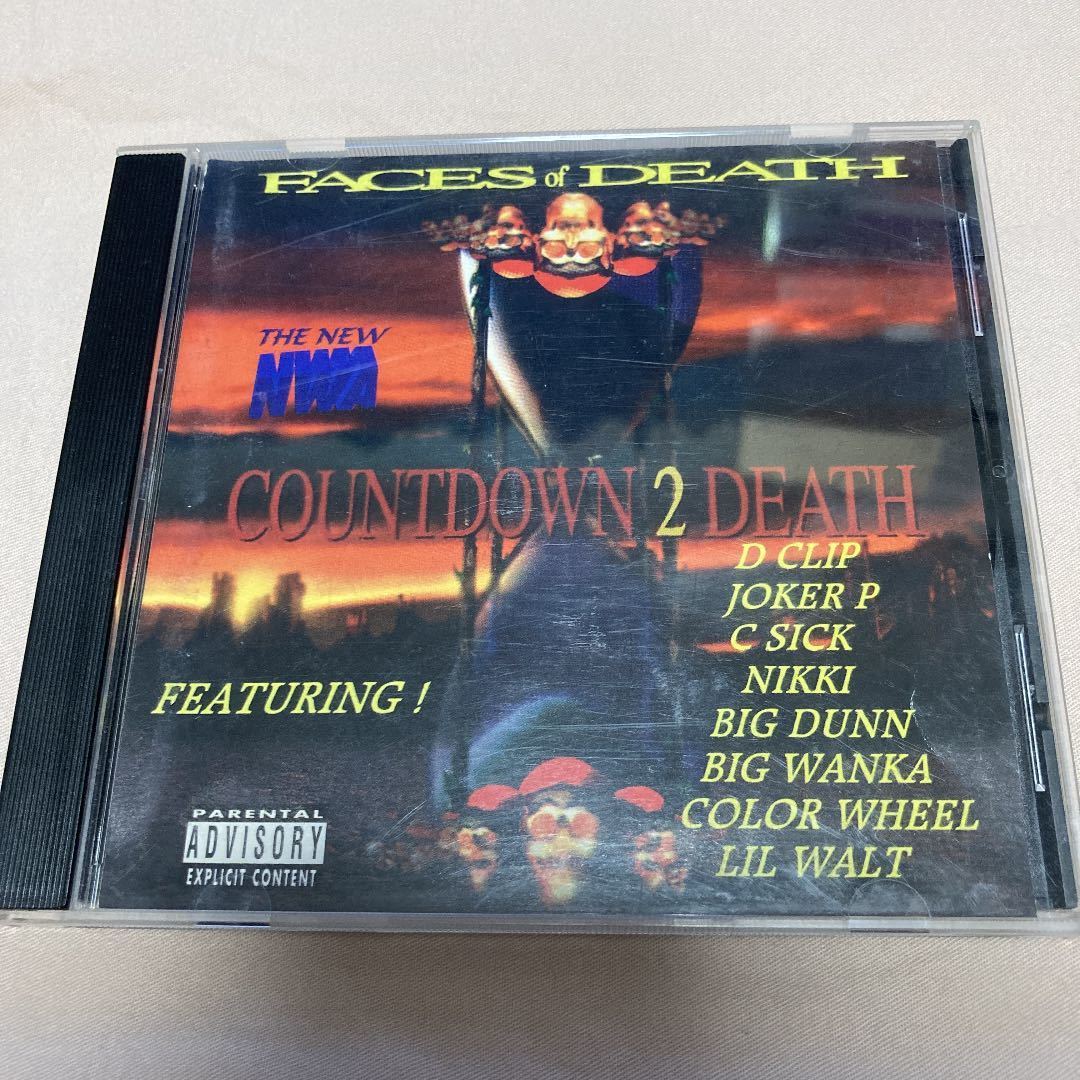 FACES of DEATH
THE NEW
NWA
COUNTDOWN 2 DEATH
D CLIP
JOKER P
C SICK
NIKKI
FEATURING !
BIG DUNN
BIG WANKA
COLOR WHEEL
LIL WALT
PARENTAL
ADVISORY
EXPLICIT CONTENT